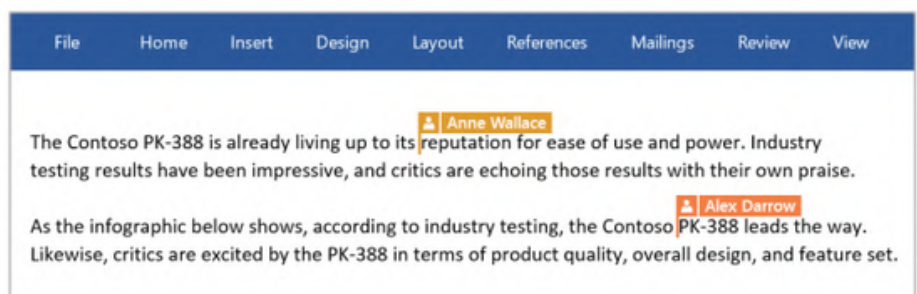 File Home Insert Design Layout References Mailings Review View
Anne Wallace
The Contoso PK-388 is already living up to its reputation for ease of use and power. Industry
testing results have been impressive, and critics are echoing those results with their own praise.
Alex Darrow
As the infographic below shows, according to industry testing, the Contoso PK-388 leads the way.
Likewise, critics are excited by the PK-388 in terms of product quality, overall design, and feature set.